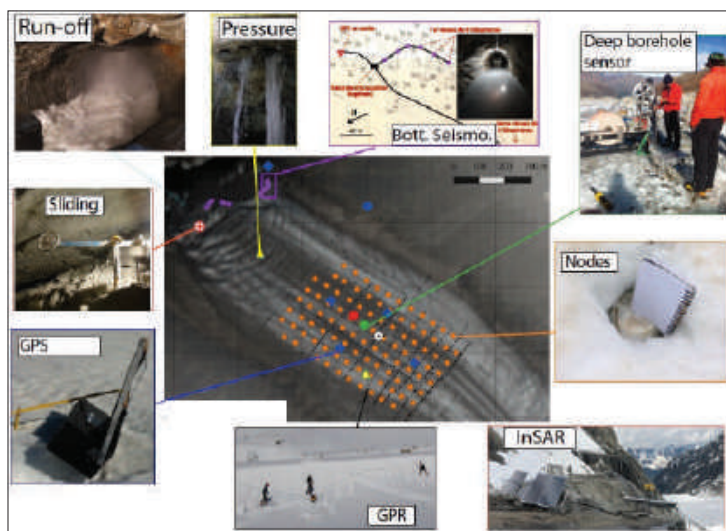 Run-off
Pressure
Bott. Seismo.
Deep borehole
sensor
Sliding
Nodes
GPS
GPR
InSAR